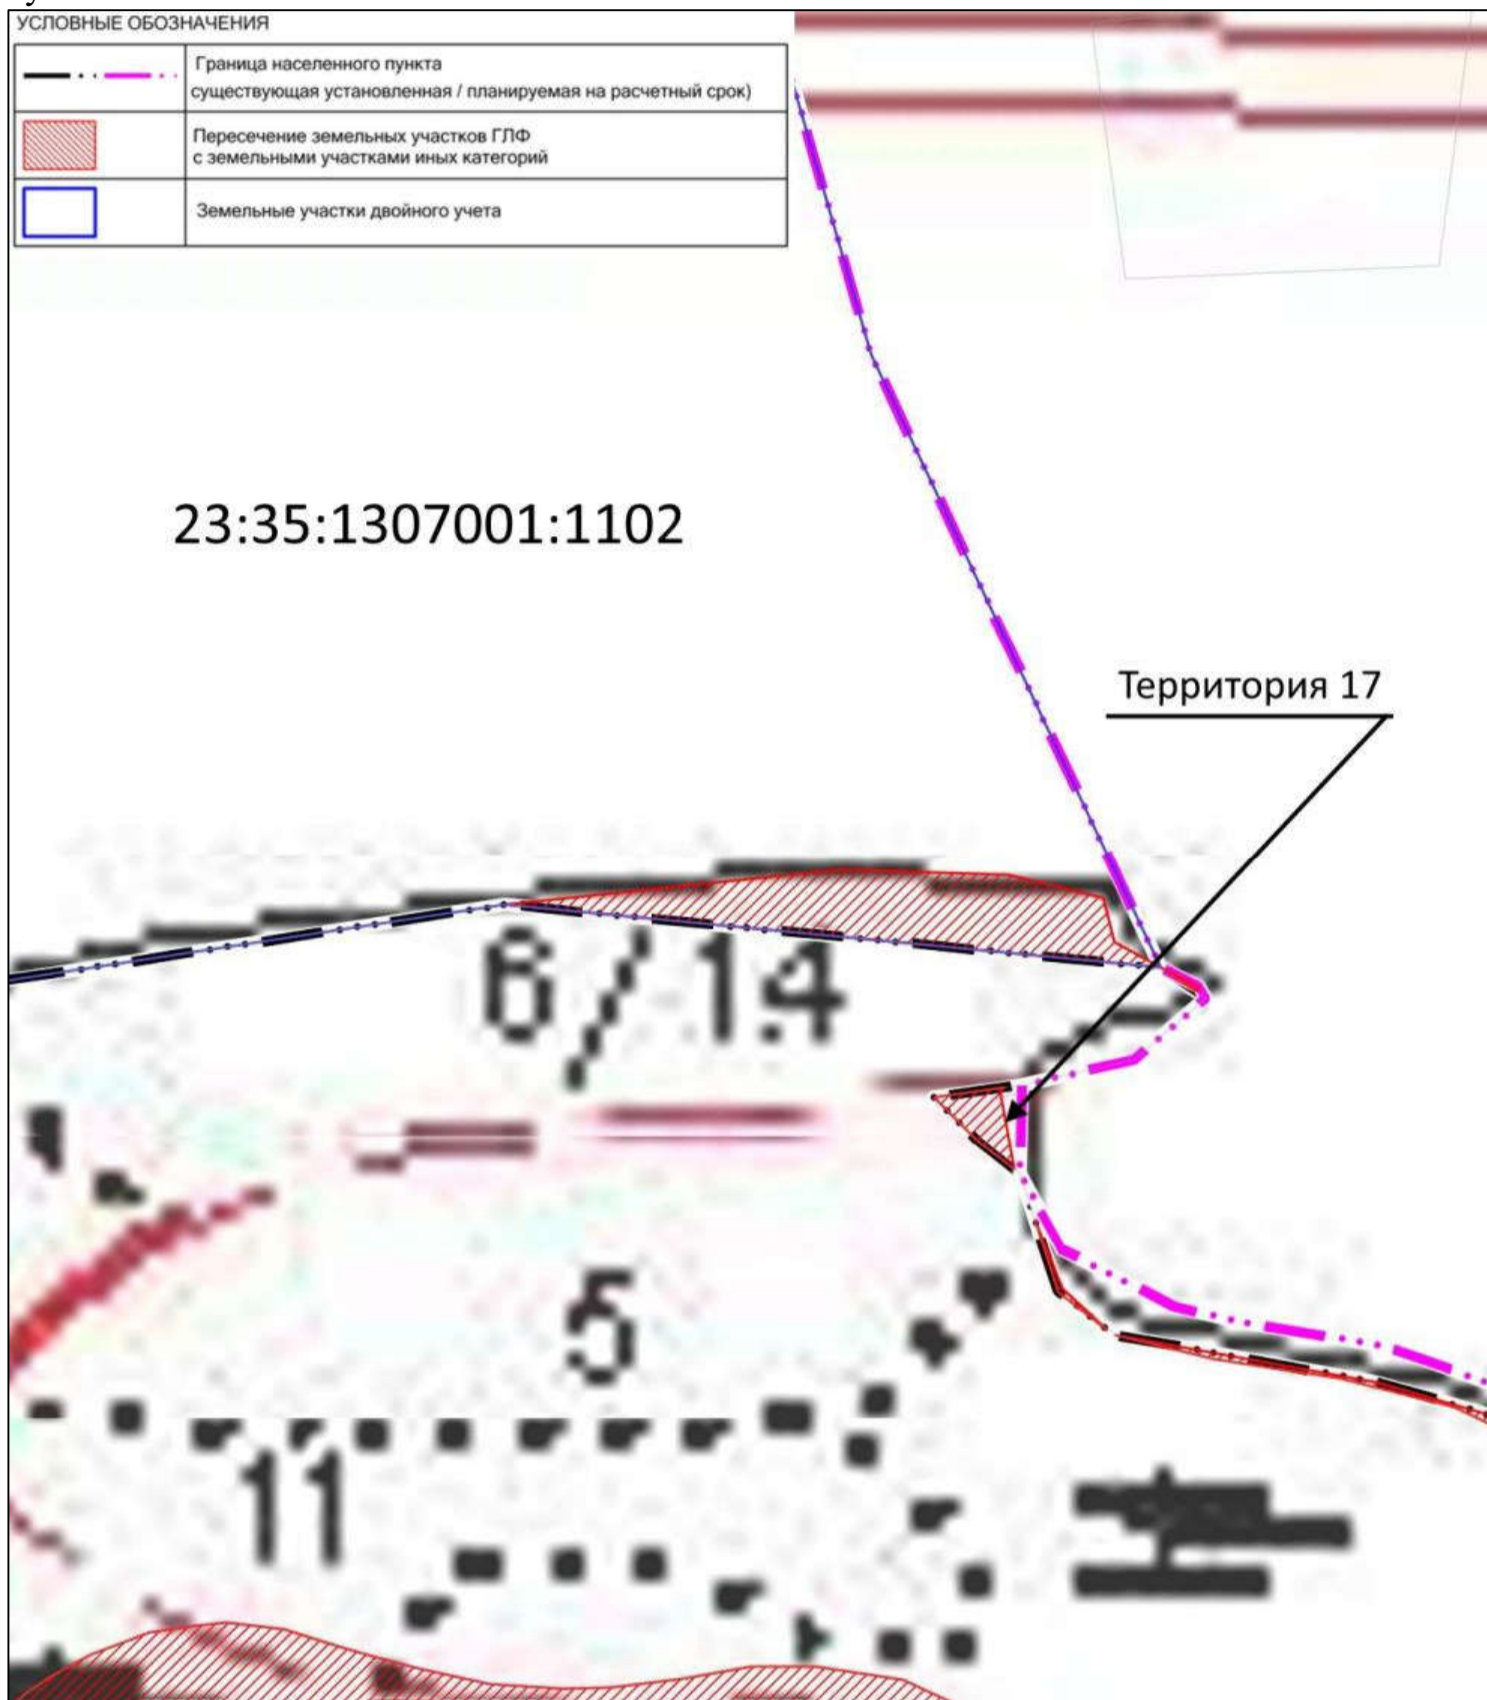 УСЛОВНЫЕ ОБОЗНАЧЕНИЯ
Граница населенного пункта
существующая установленная / планируемая на расчетный срок)
Пересечение земельных участков ГЛФ
с земельными участками иных категорий
Земельные участки двойного учета
23:35:1307001:1102
Территория 17
6/14
5
11